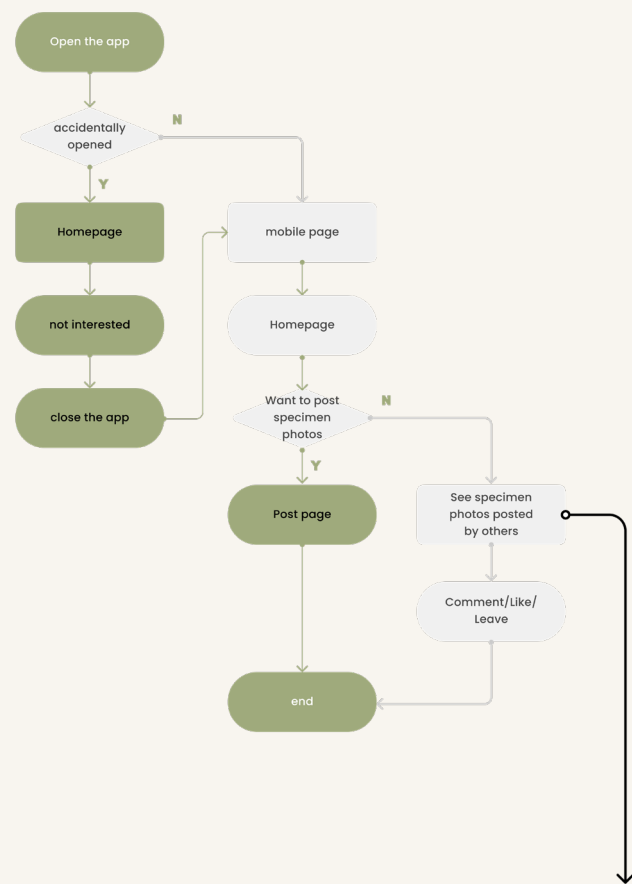 Open the app
accidentally
opened
N
Y
Homepage
mobile page
not interested
Homepage
close the app
Want to post
specimen
photos
N
Y
Post page
See specimen
photos posted
by others
Comment/Like/
Leave
end